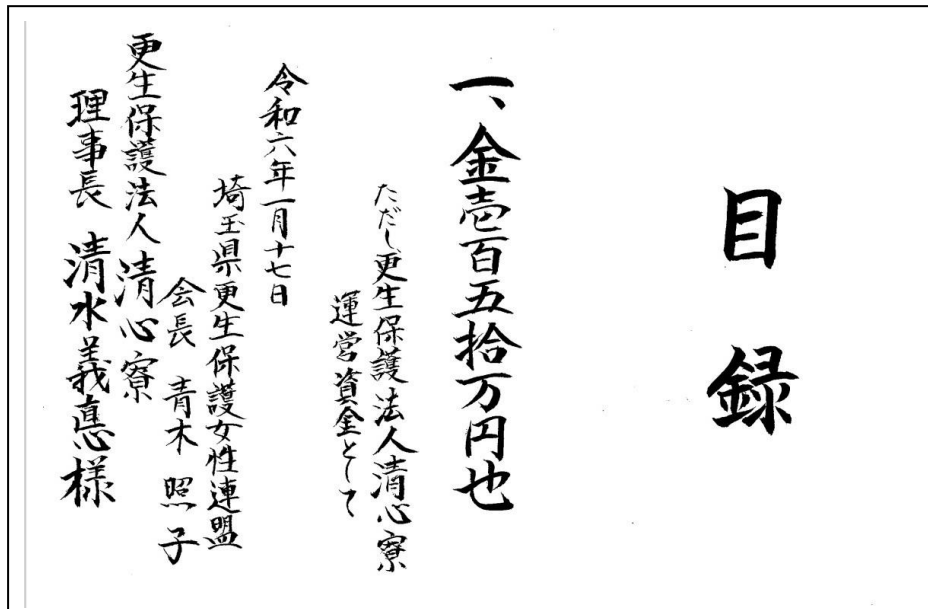 目録
一、金壱百五拾万円也
ただし更生保護法人清心寮
運営資金として
令和六年一月十七日
埼玉県更生保護女性連盟
会長 青木照子
更生保護法人清心寮
理事長 清水義悳様